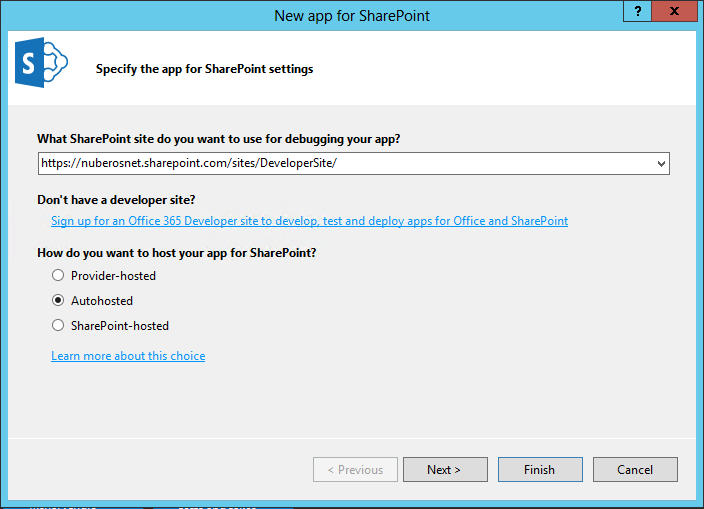 New app for SharePoint
? x
S
Specify the app for SharePoint settings
What SharePoint site do you want to use for debugging your app?
https://nuberosnet.sharepoint.com/sites/DeveloperSite/
Don't have a developer site?
Sign up for an Office 365 Developer site to develop, test and deploy apps for Office and SharePoint
How do you want to host your app for SharePoint?
Provider-hosted
Autohosted
SharePoint-hosted
Learn more about this choice
< Previous Next > Finish Cancel